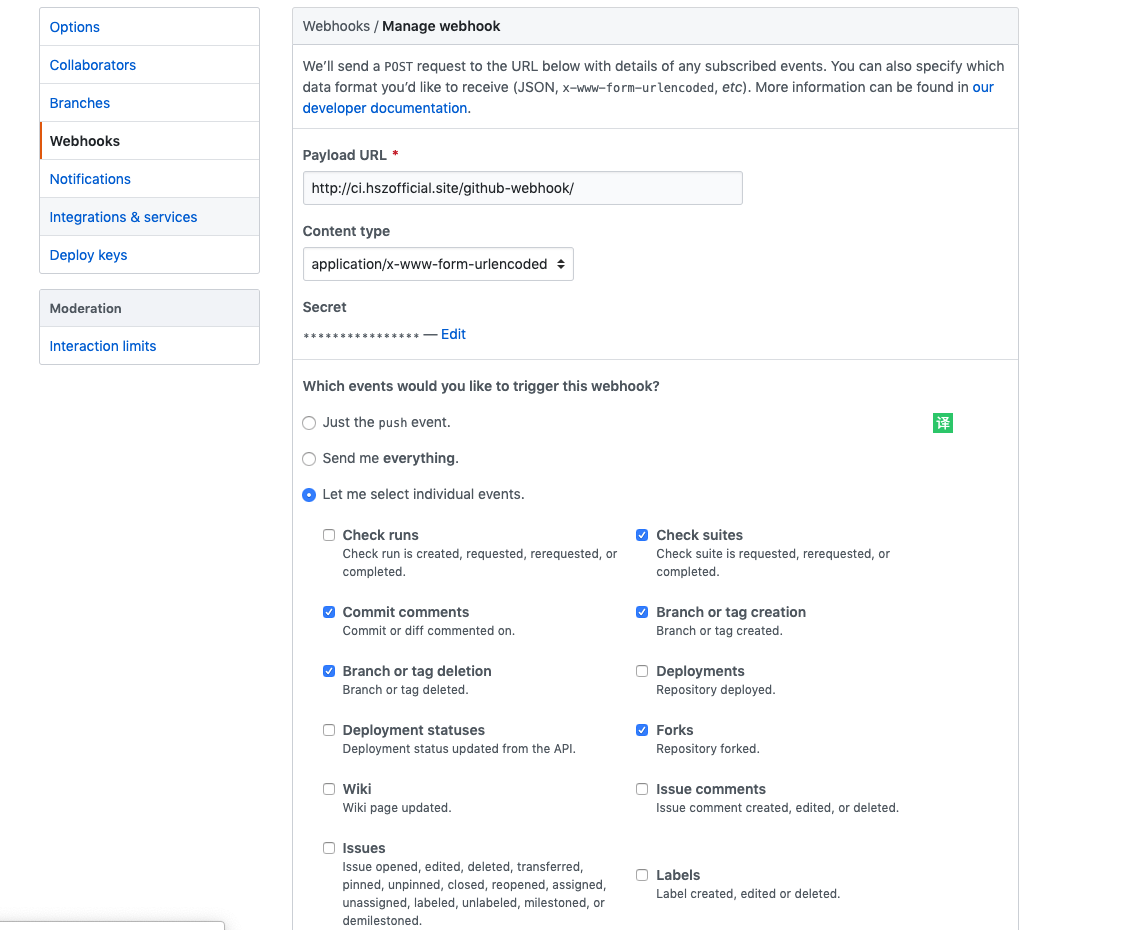 Options
Collaborators
Branches
Webhooks
Notifications
Integrations & services
Deploy keys
Moderation
Interaction limits
Webhooks / Manage webhook
We’ll send a POST request to the URL below with details of any subscribed events. You can also specify which
data format you’d like to receive (JSON, x-www-form-urlencoded, etc). More information can be found in our
developer documentation.
Payload URL *
http://ci.hszofficial.site/github-webhook/
Content type
application/x-www-form-urlencoded
Secret
**************** — Edit
Which events would you like to trigger this webhook?
Just the push event.
译
Send me everything.
Let me select individual events.
Check runs
Check run is created, requested, rerequested, or
completed.
Check suites
Check suite is requested, rerequested, or
completed.
Commit comments
Commit or diff commented on.
Branch or tag creation
Branch or tag created.
Branch or tag deletion
Branch or tag deleted.
Deployments
Repository deployed.
Deployment statuses
Deployment status updated from the API.
Forks
Repository forked.
Wiki
Wiki page updated.
Issue comments
Issue comment created, edited, or deleted.
Issues
Issue opened, edited, deleted, transferred,
pinned, unpinned, closed, reopened, assigned,
unassigned, labeled, unlabeled, milestoned, or
demilestoned.
Labels
Label created, edited or deleted.